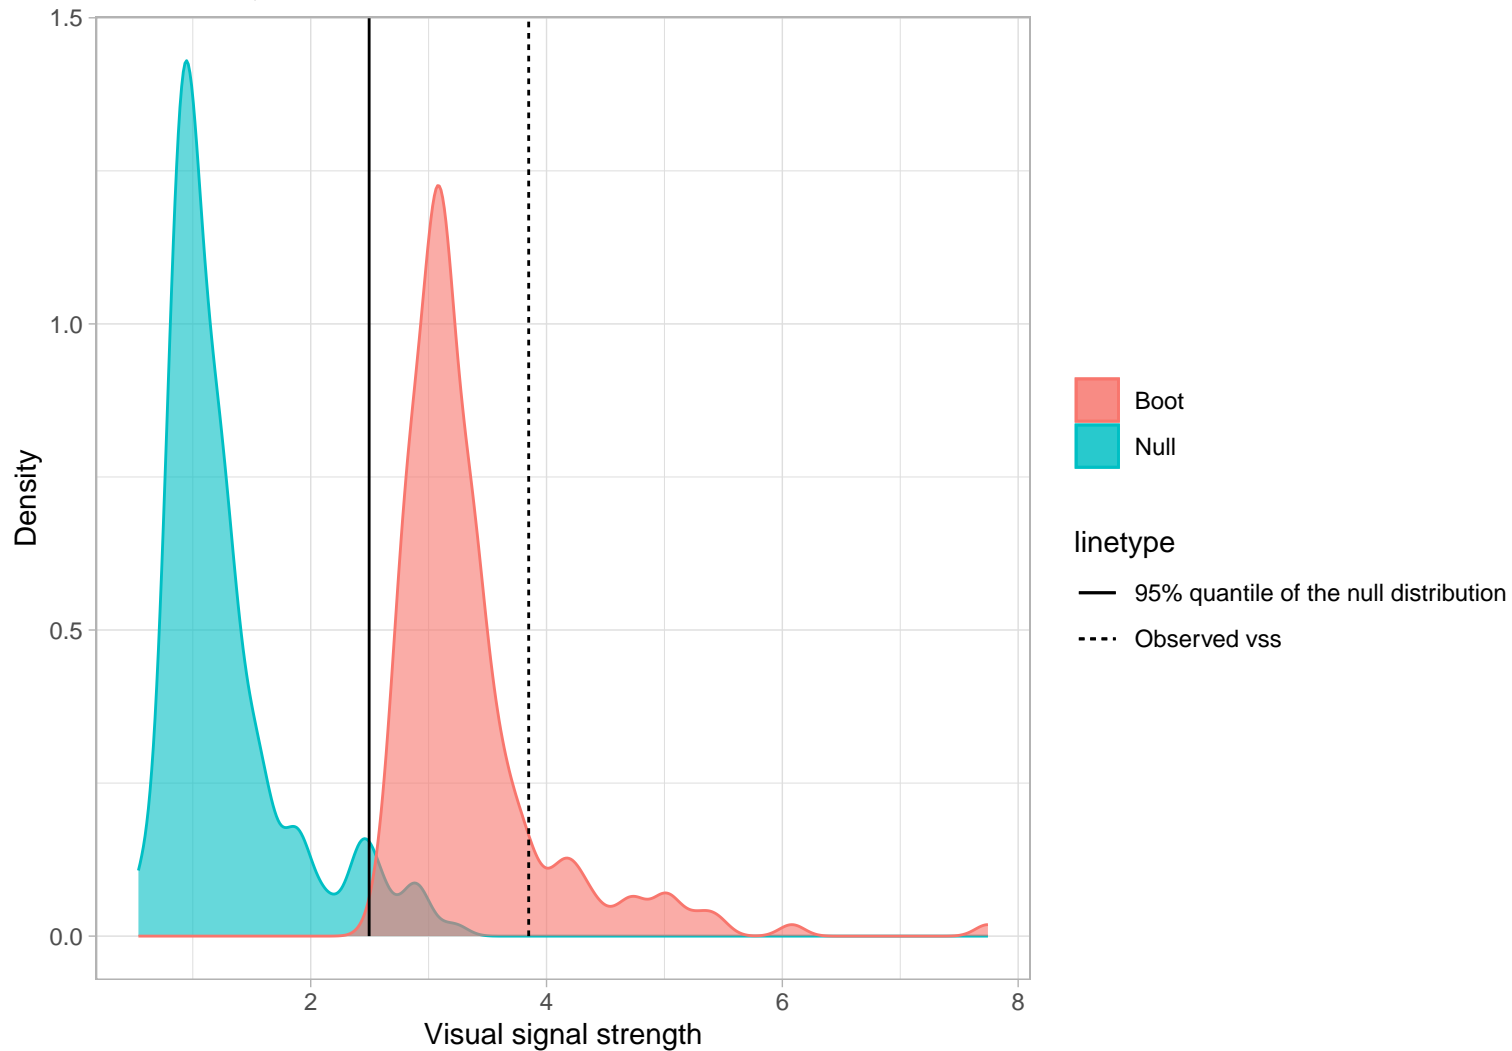 1.5
1.0
0.5
0.0
Density
2
4
6
8
Visual signal strength
Boot
Null
linetype
95% quantile of the null distribution
Observed vss